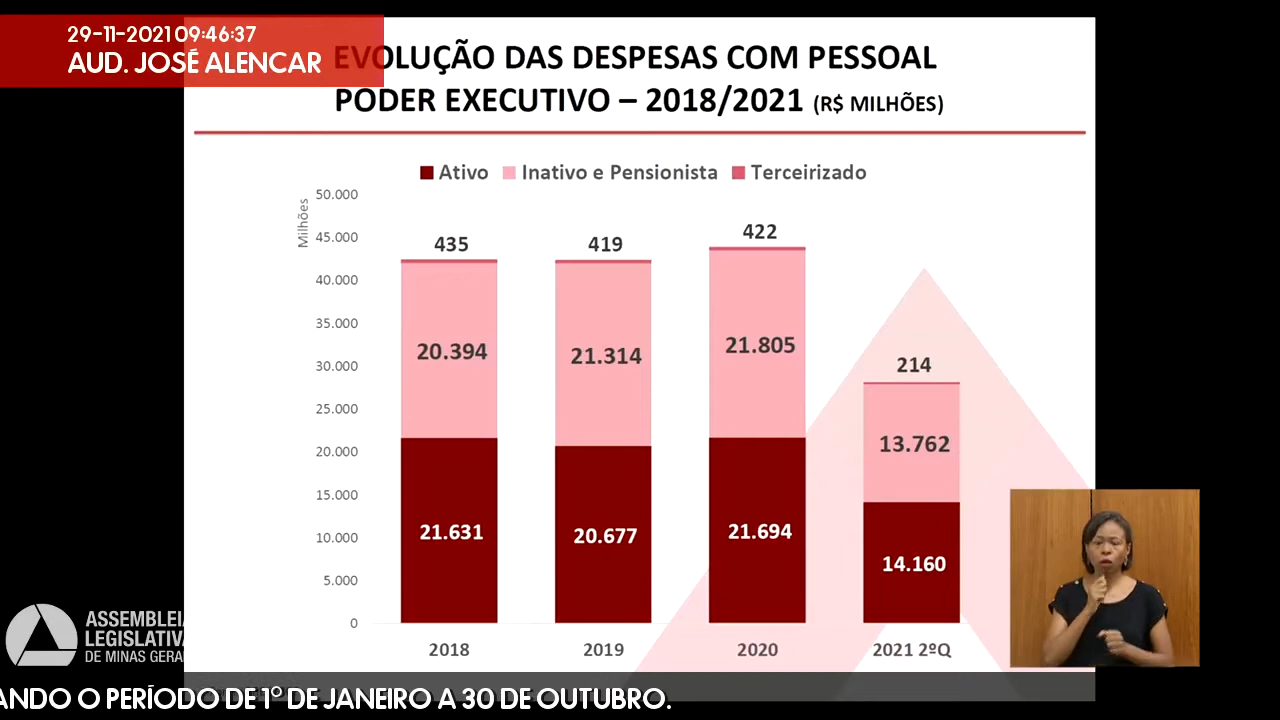 29-11-2021 09:46:37
AUD. JOSÉ ALENCAR
EVOLUÇÃO DAS DESPESAS COM PESSOAL
PODER EXECUTIVO – 2018/2021 (R$ MILHÕES)
Ativo Inativo e Pensionista Terceirizado
Milhões
50.000
45.000
40.000
35.000
30.000
25.000
20.000
15.000
10.000
5.000
0
435 419 422 214
20.394 21.314 21.805 13.762
21.631 20.677 21.694 14.160
2018 2019 2020 2021 2ºQ
ASSEMBLEIA
LEGISLATIVA
DE MINAS GERAI
ANDO O PERÍODO DE 1º DE JANEIRO A 30 DE OUTUBRO.